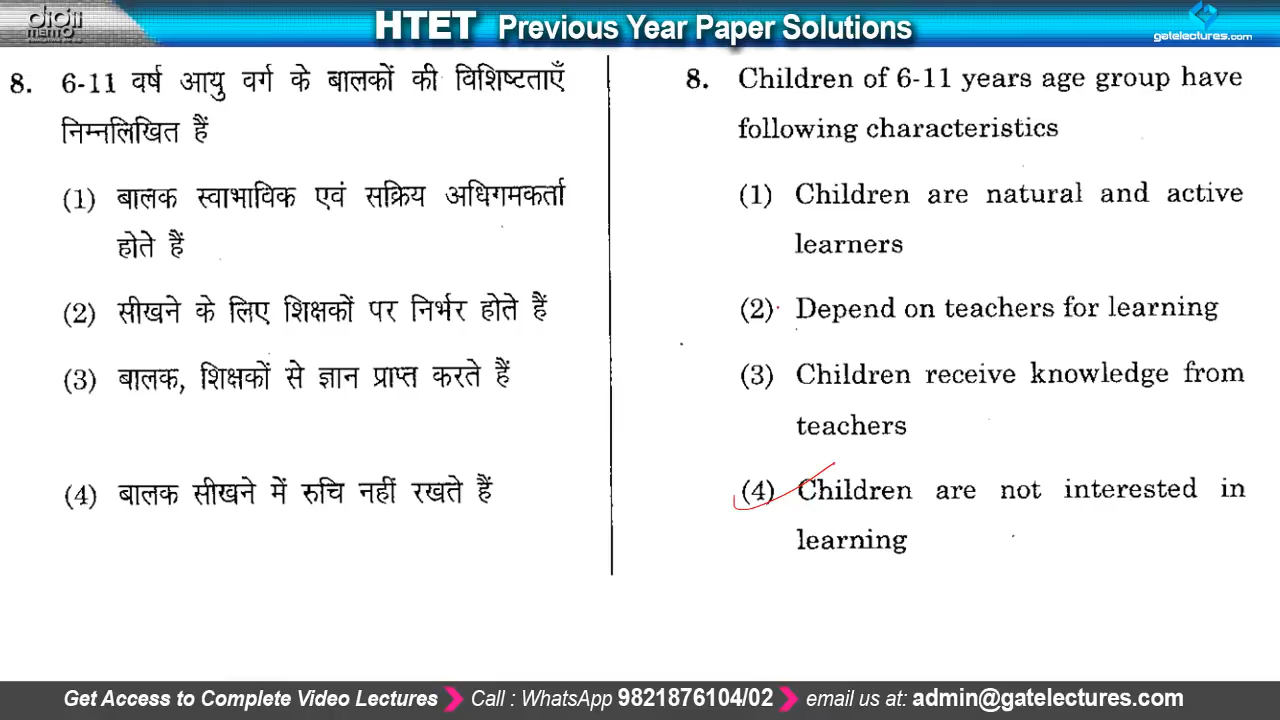 digii
MENTO
HTET Previous Year Paper Solutions
gatelectures.com
8. 6-11 वर्ष आयु वर्ग के बालकों की विशिष्टताएँ
निम्नलिखित हैं
(1) बालक स्वाभाविक एवं सक्रिय अधिगमकर्ता
होते हैं
(2) सीखने के लिए शिक्षकों पर निर्भर होते हैं
(3) बालक, शिक्षकों से ज्ञान प्राप्त करते हैं
(4) बालक सीखने में रुचि नहीं रखते हैं
8. Children of 6-11 years age group have
following characteristics
(1) Children are natural and active
learners
(2) Depend on teachers for learning
(3) Children receive knowledge from
teachers
(4) Children are not interested in
learning
Get Access to Complete Video Lectures Call : WhatsApp 9821876104/02 email us at: admin@gatelectures.com